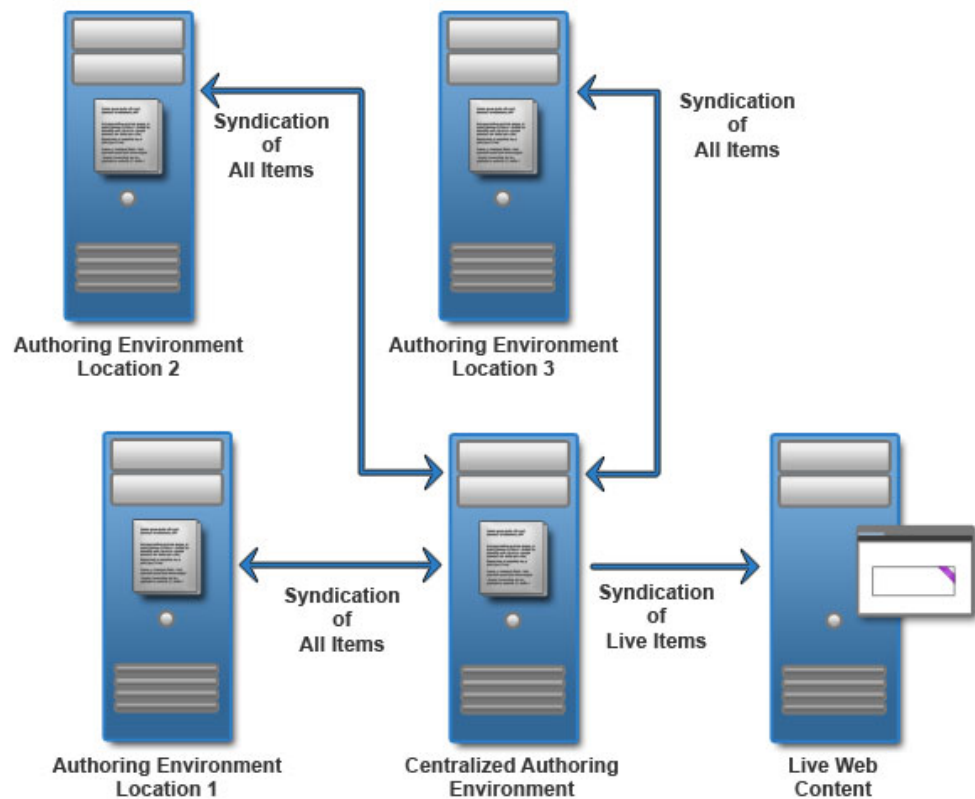 Syndication
of
All Items
Syndication
of
All Items
Authoring Environment
Location 2
Authoring Environment
Location 3
Syndication
of
All Items
Syndication
of
Live Items
Authoring Environment
Location 1
Centralized Authoring
Environment
Live Web
Content